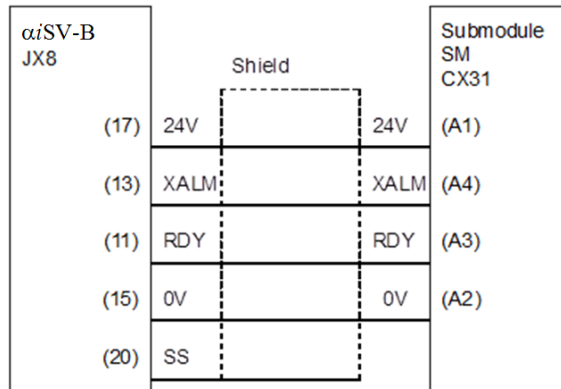 αiSV-B
JX8
Submodule
SM
CX31
Shield
(17) 24V 24V (A1)
(13) XALM XALM (A4)
(11) RDY RDY (A3)
(15) 0V 0V (A2)
(20) SS